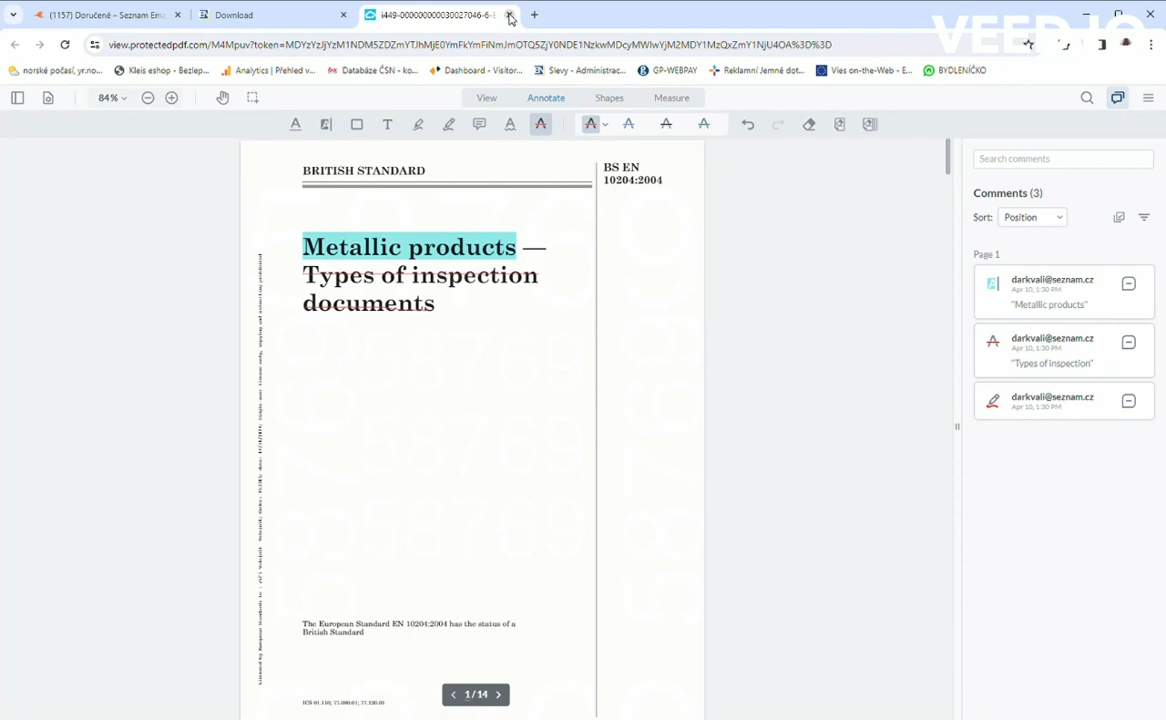 (1157) Doručené – Seznam Ema
Download
i449-000000000030027046-6-E
VEED.IO
view.protectedpdf.com/M4Mpuv?token=
norské počasí, yr.no...
Kleis eshop - Bezlep...
Analytics | Přehled v...
Databáze ČSN - ko...
Dashboard - Visitor...
Slevy - Administrac...
GP-WEBPAY
Reklamní Jemné dot...
Vies on-the-Web - E...
BYDLENÍČKO
84%
View
Annotate
Shapes
Measure
BRITISH STANDARD
BS EN
10204:2004
Metallic products —
Types of inspection
documents
The European Standard EN 10204:2004 has the status of a
British Standard
1/14
Search comments
Comments (3)
Sort:
Position
Page 1
darkvali@seznam.cz
Apr 10, 1:30 PM
"Metallic products"
darkvali@seznam.cz
Apr 10, 1:30 PM
"Types of inspection"
darkvali@seznam.cz
Apr 10, 1:30 PM